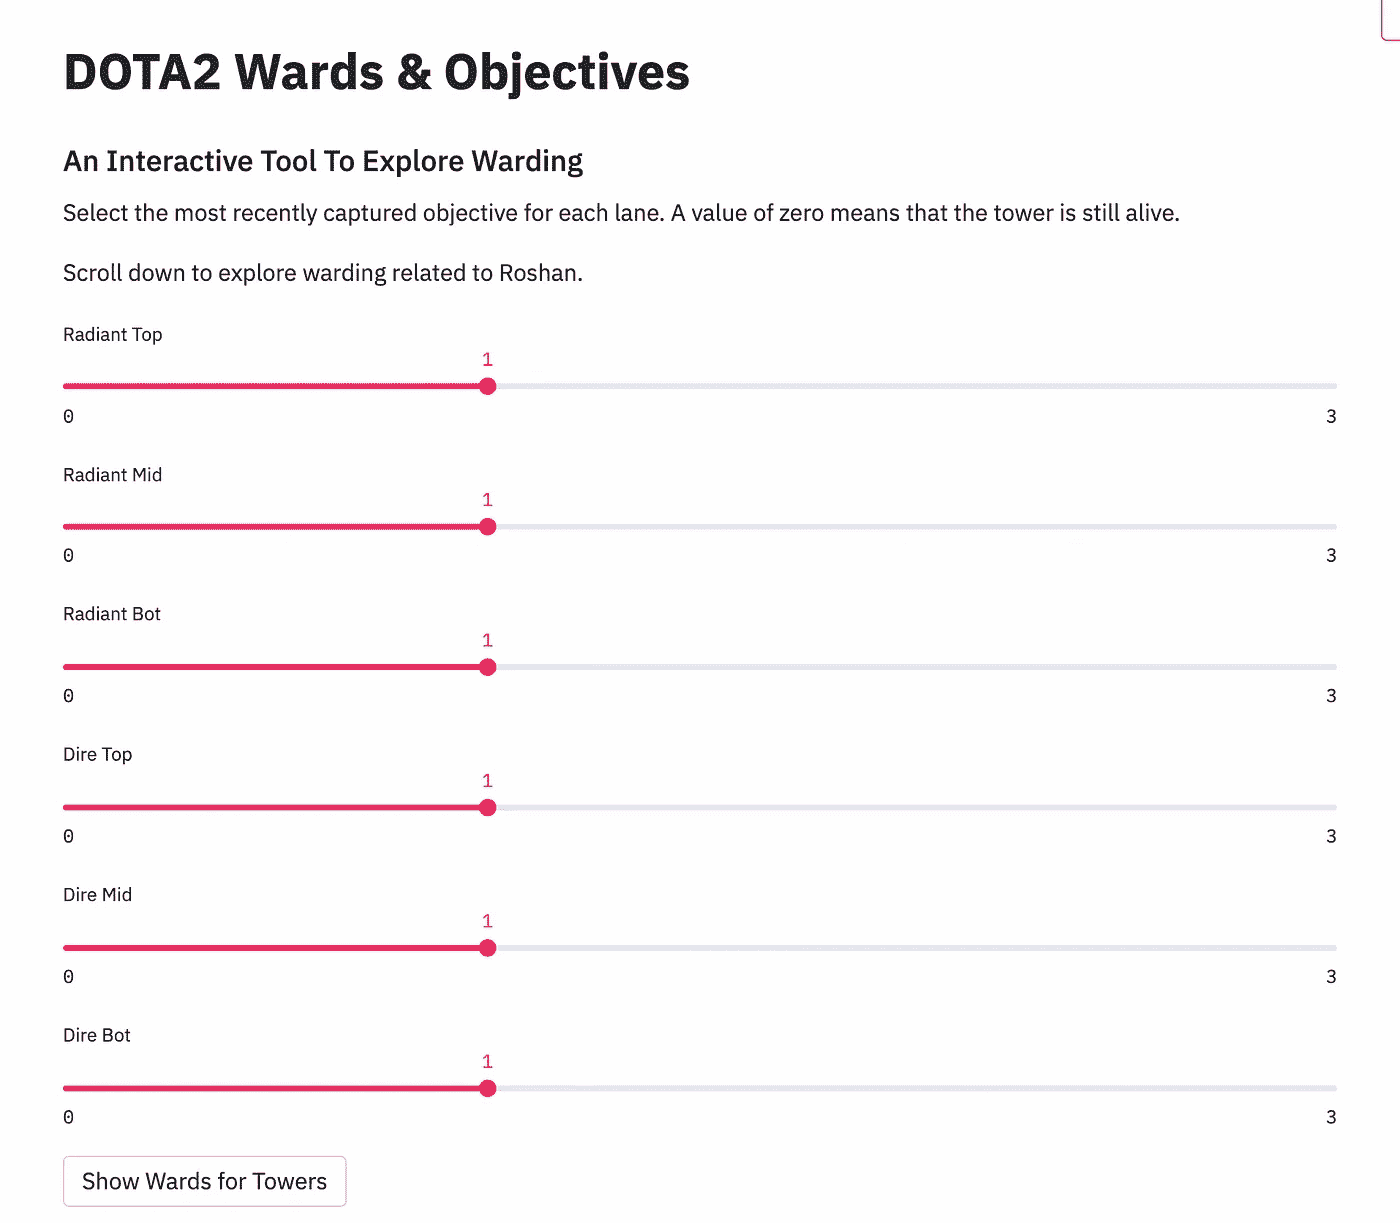 DOTA2 Wards & Objectives
An Interactive Tool To Explore Warding
Select the most recently captured objective for each lane. A value of zero means that the tower is still alive.
Scroll down to explore warding related to Roshan.
Radiant Top
1
0 3
Radiant Mid
1
0 3
Radiant Bot
1
0 3
Dire Top
1
0 3
Dire Mid
1
0 3
Dire Bot
1
0 3
Show Wards for Towers